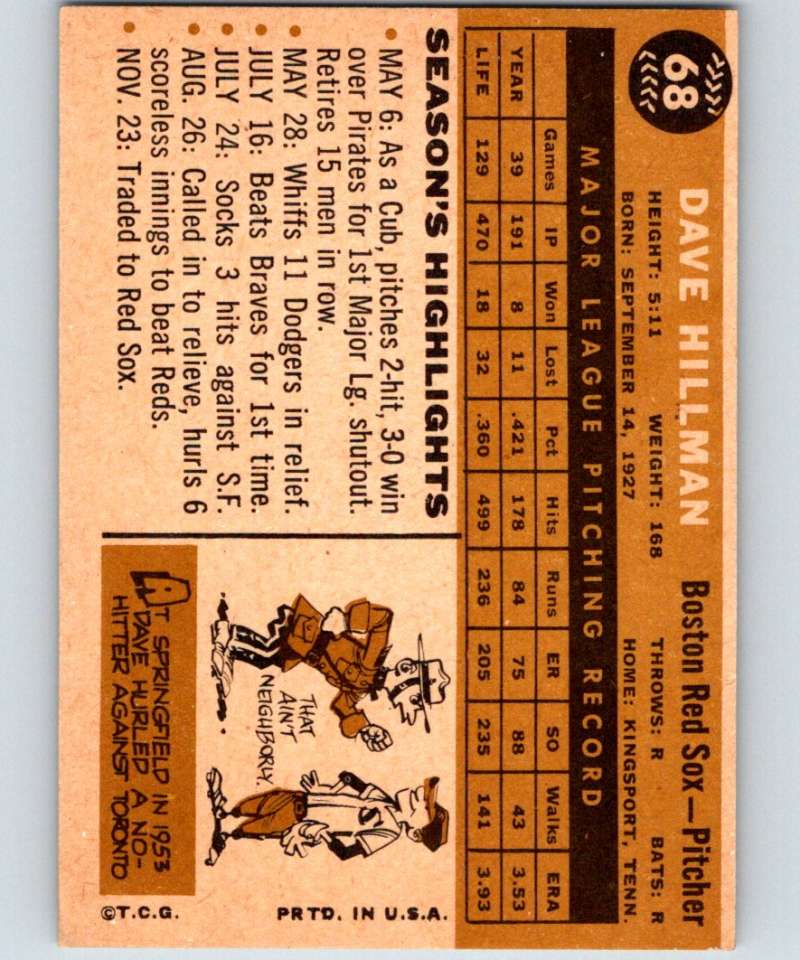 68
DAVE HILLMAN Boston Red Sox—Pitcher
HEIGHT: 5:11 WEIGHT: 168 THROWS: R BATS: R
BORN: SEPTEMBER 14, 1927 HOME: KINGSPORT, TENN.
MAJOR LEAGUE PITCHING RECORD
Games IP Won Lost Pct Hits Runs ER SO Walks ERA
YEAR 39 191 8 11 .421 178 84 75 88 43 3.53
LIFE 129 470 18 32 .360 499 236 205 235 141 3.93
SEASON'S HIGHLIGHTS
• MAY 6: As a Cub, pitches 2-hit, 3-0 win
over Pirates for 1st Major Lg. shutout.
Retires 15 men in row.
• MAY 28: Whiffs 11 Dodgers in relief.
• JULY 16: Beats Braves for 1st time.
• JULY 24: Socks 3 hits against S.F.
• AUG. 26: Called in to relieve, hurls 6
scoreless innings to beat Reds.
• NOV. 23: Traded to Red Sox.
THAT
AIN'T
NEIGHBORLY.
S
AT SPRINGFIELD IN 1953
DAVE HURLED A NO-
HITTER AGAINST TORONTO
©T.C.G. PRTD. IN U.S.A.